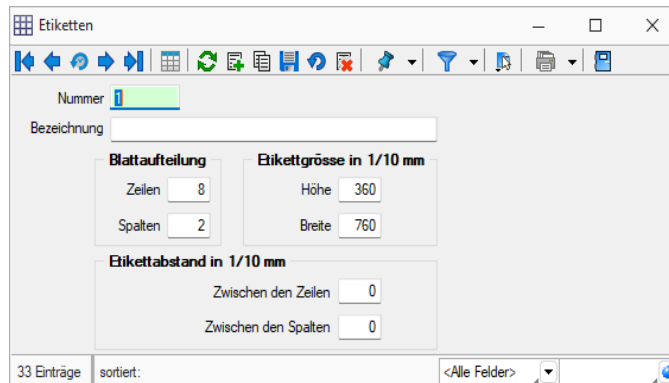 Etiketten
Nummer 1
Bezeichnung
Blattaufteilung Etikettgrösse in 1/10 mm
Zeilen 8 Höhe 360
Spalten 2 Breite 760
Etikettabstand in 1/10 mm
Zwischen den Zeilen 0
Zwischen den Spalten 0
33 Einträge sortiert: <Alle Felder>